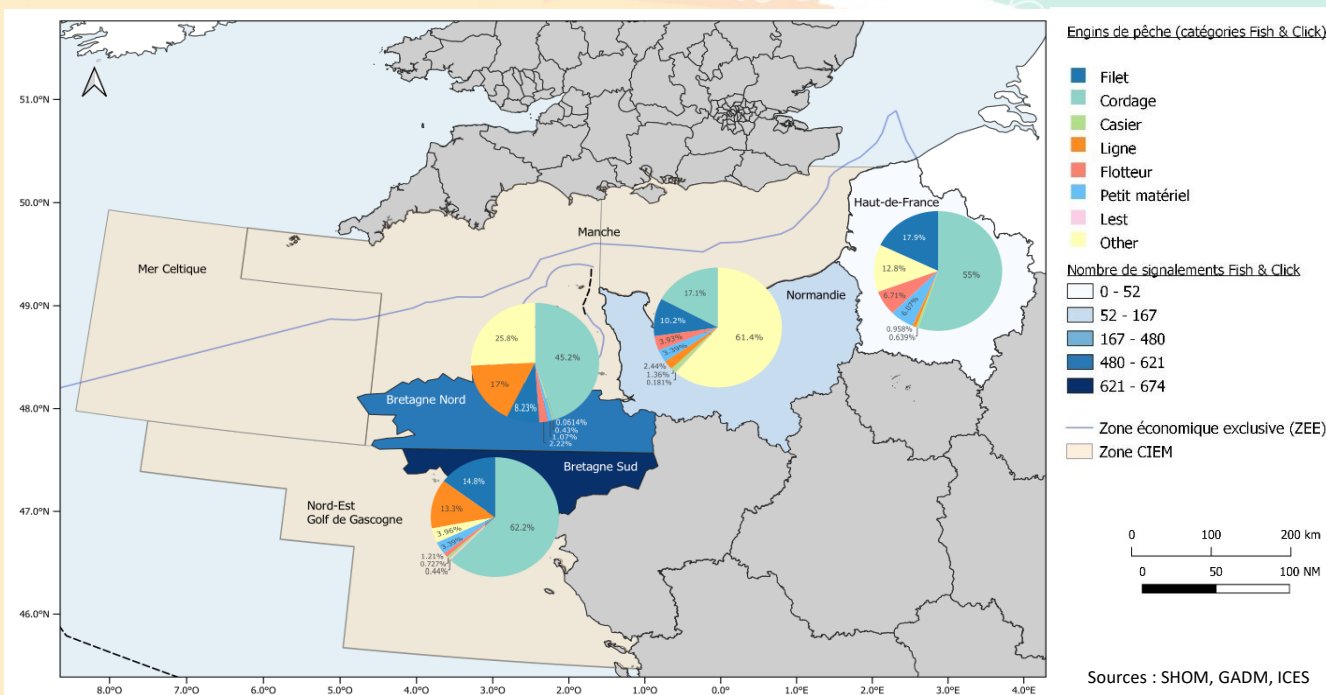 Engins de pêche (catégories Fish & Click)
Filet
Cordage
Casier
Ligne
Flotteur
Petit matériel
Lest
Other
Nombre de signalements Fish & Click
0 - 52
52 - 167
167 - 480
480 - 621
621 - 674
Zone économique exclusive (ZEE)
Zone CIEM
0 100 200 km
0 50 100 NM
Sources : SHOM, GADM, ICES
51.0°N
50.0°N
49.0°N
48.0°N
47.0°N
46.0°N
8.0°O 7.0°O 6.0°O 5.0°O 4.0°O 3.0°O 2.0°O 1.0°O 0.0° 1.0°E 2.0°E 3.0°E 4.0°E
Mer Celtique
Manche
Haut-de-France
17.9%
55%
12.8%
6.71%
6.07%
0.958%
0.639%
Normandie
17.1%
10.2%
3.93%
3.39%
2.44%
1.36%
0.181%
61.4%
25.8%
45.2%
17%
8.23%
0.0614%
0.43%
1.07%
2.22%
Bretagne Nord
Bretagne Sud
Nord-Est
Golf de Gascogne
14.8%
13.3%
62.2%
3.96%
3.39%
1.21%
0.727%
0.44%